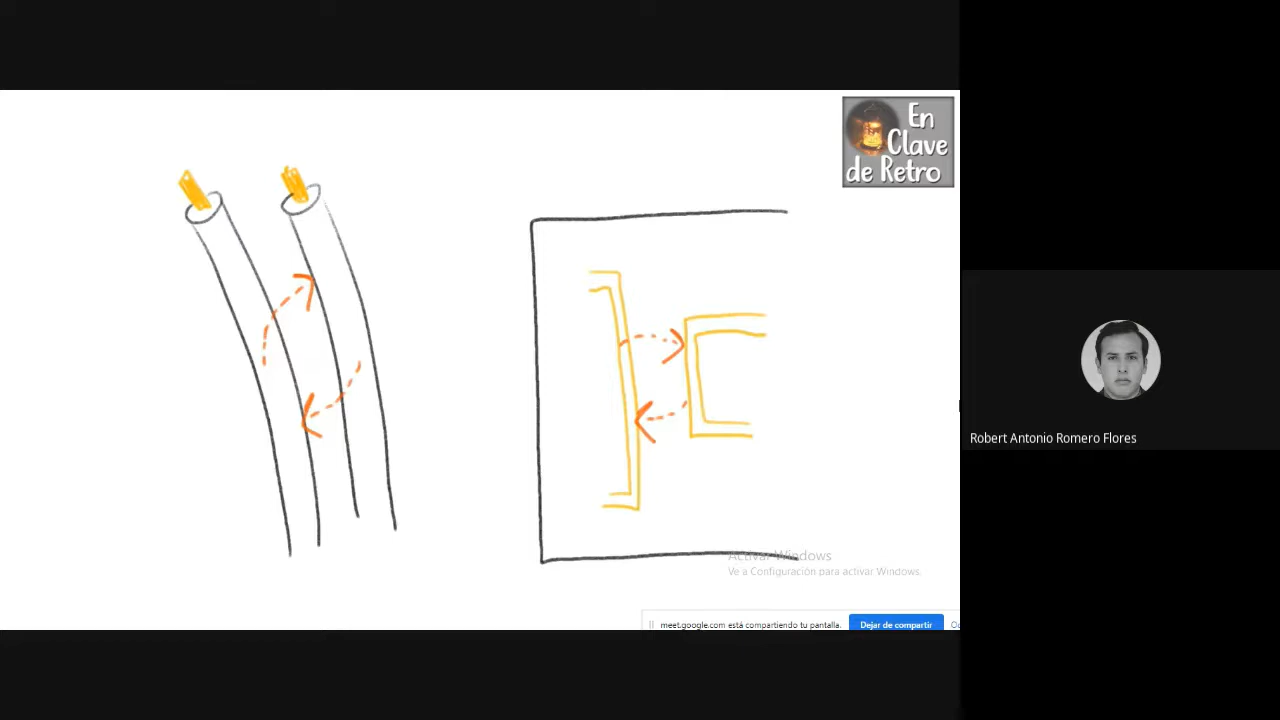 En
Clave
de Retro
Robert Antonio Romero Flores
Activar Windows
Ve a Configuración para activar Windows.
meet.google.com está compartiendo tu pantalla.
Dejar de compartir